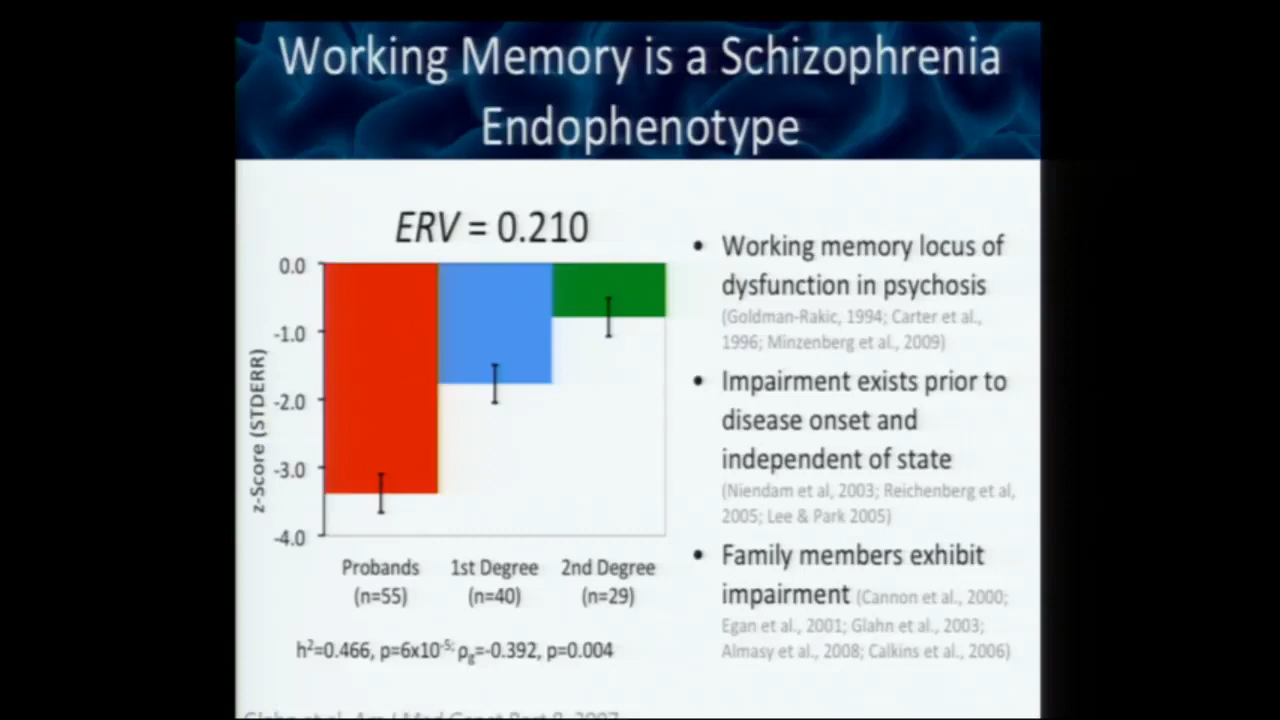 Working Memory is a Schizophrenia
Endophenotype
ERV = 0.210
0.0
-1.0
-2.0
-3.0
-4.0
z-Score (STDERR)
Probands
(n=55)
1st Degree
(n=40)
2nd Degree
(n=29)
h²=0.466, p=6x10⁻⁵; ρg=-0.392, p=0.004
• Working memory locus of
dysfunction in psychosis
(Goldman-Rakic, 1994; Carter et al.,
1996; Minzenberg et al., 2009)
• Impairment exists prior to
disease onset and
independent of state
(Niendam et al, 2003; Reichenberg et al,
2005; Lee & Park 2005)
• Family members exhibit
impairment (Cannon et al., 2000;
Egan et al., 2001; Glahn et al., 2003;
Almasy et al., 2008; Calkins et al., 2006)